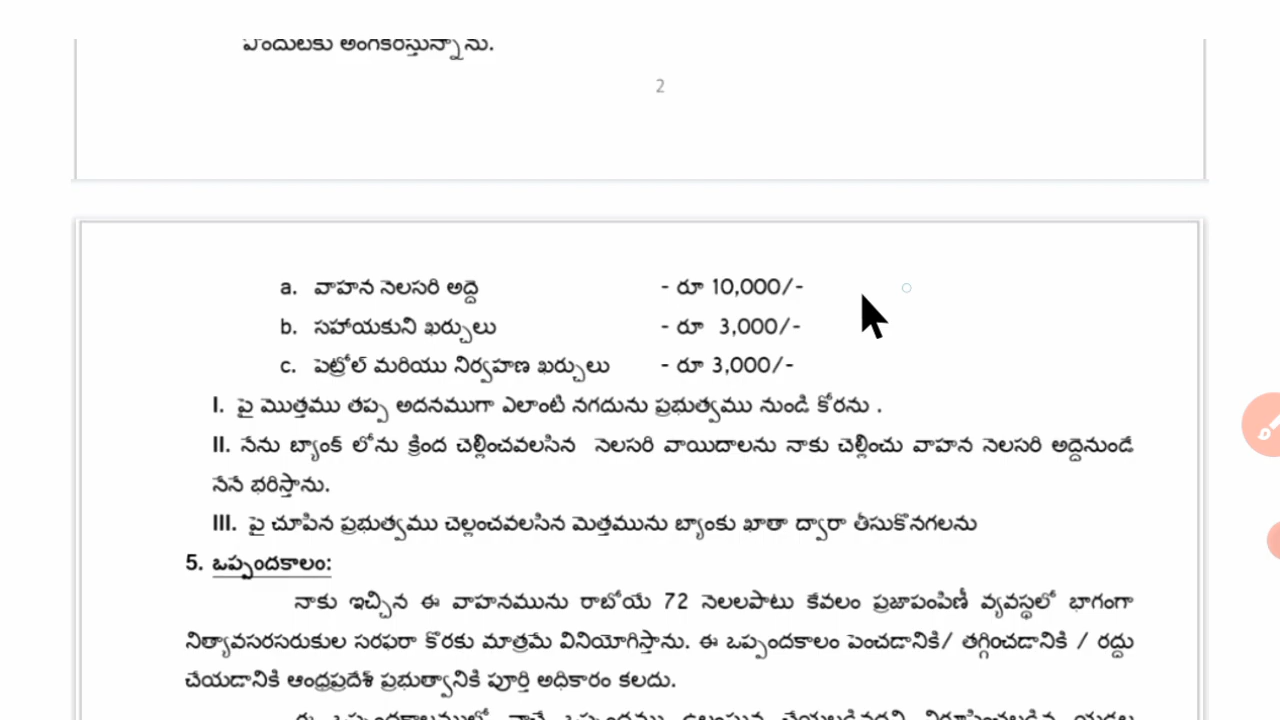 పొందుటకు అంగీకరిస్తున్నాను.
2
a. వాహన నెలసరి అద్దె - రూ 10,000/-
b. సహాయకుని ఖర్చులు - రూ 3,000/-
c. పెట్రోల్ మరియు నిర్వహణ ఖర్చులు - రూ 3,000/-
I. పై మొత్తము తప్ప అదనముగా ఎలాంటి నగదును ప్రభుత్వము నుండి కోరను .
II. నేను బ్యాంక్ లోను క్రింద చెల్లించవలసిన నెలసరి వాయిదాలను నాకు చెల్లించు వాహన నెలసరి అద్దెనుండే
నేనే భరిస్తాను.
III. పై చూపిన ప్రభుత్వము చెల్లంచవలసిన మెత్తమును బ్యాంకు ఖాతా ద్వారా తీసుకొనగలను
5. ఒప్పందకాలం:
నాకు ఇచ్చిన ఈ వాహనమును రాబోయే 72 నెలలపాటు కేవలం ప్రజాపంపిణీ వ్యవస్థలో భాగంగా
నిత్యావసరసరుకుల సరఫరా కొరకు మాత్రమే వినియోగిస్తాను. ఈ ఒప్పందకాలం పెంచడానికి/ తగ్గించడానికి / రద్దు
చేయడానికి ఆంధ్రప్రదేశ్ ప్రభుత్వానికి పూర్తి అధికారం కలదు.